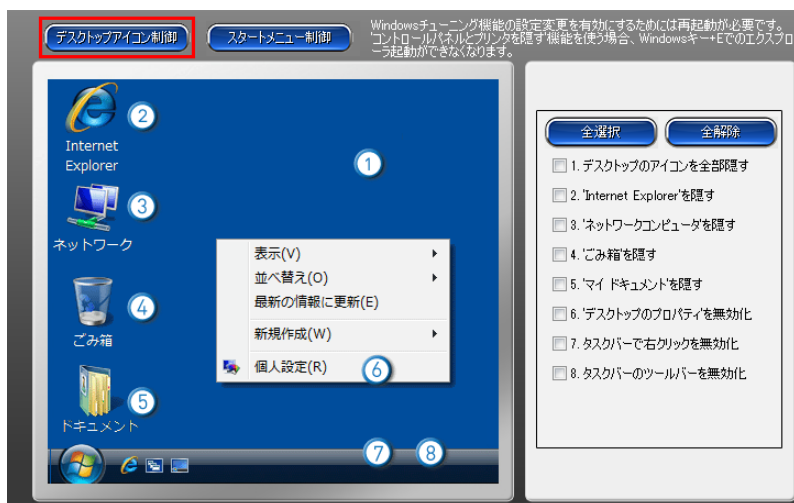 デスクトップアイコン制御
スタートメニュー制御
Windowsチューニング機能の設定変更を有効にするためには再起動が必要です。
'コントロールパネルとプリンタを隠す'機能を使う場合、Windowsキー+Eでのエクスプロ
ーラ起動ができなくなります。
Internet
Explorer
2
1
ネットワーク
3
ごみ箱
4
ドキュメント
5
表示(V)
並べ替え(O)
最新の情報に更新(E)
新規作成(W)
個人設定(R)
6
7
8
全選択
全解除
1. デスクトップのアイコンを全部隠す
2. 'Internet Explorer'を隠す
3. 'ネットワークコンピュータ'を隠す
4. 'ごみ箱'を隠す
5. 'マイ ドキュメント'を隠す
6. 'デスクトップのプロパティ'を無効化
7. タスクバーで右クリックを無効化
8. タスクバーのツールバーを無効化